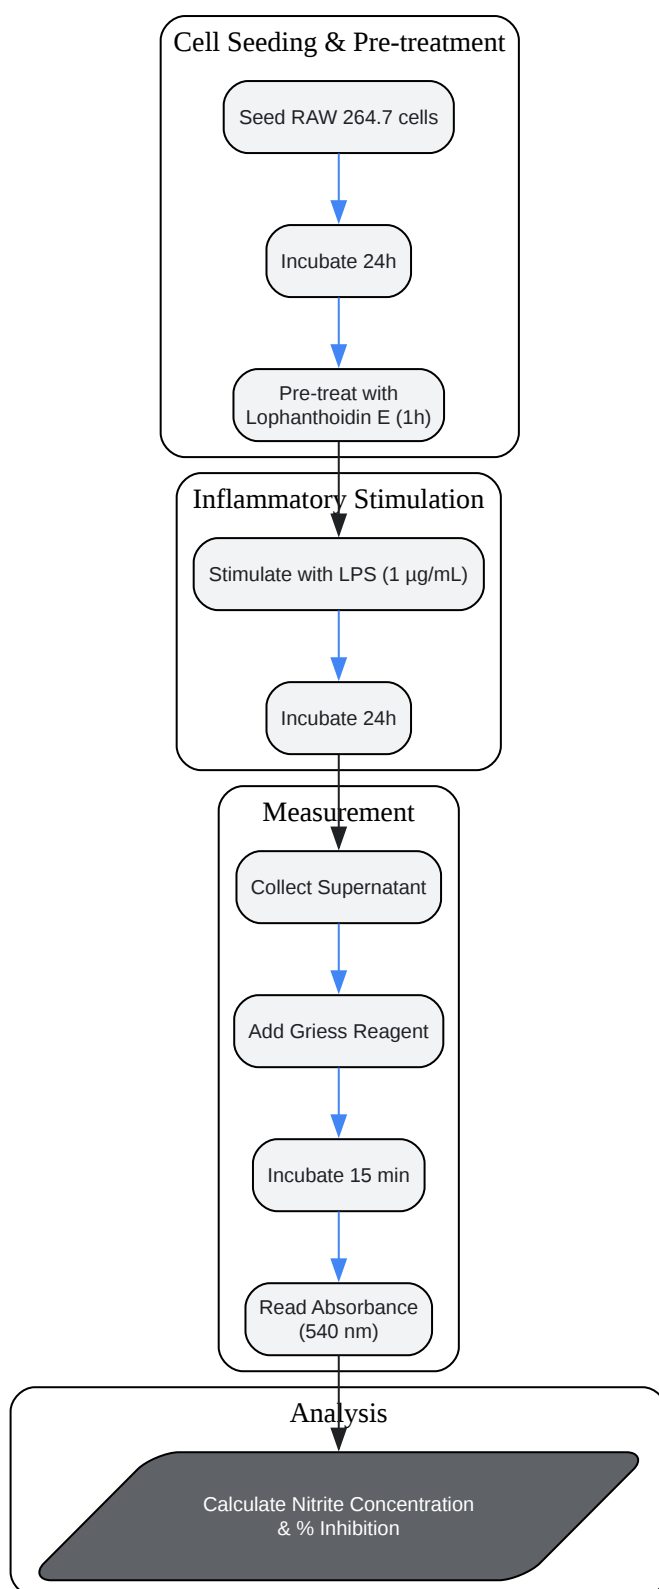 Cell Seeding & Pre-treatment
Seed RAW 264.7 cells
Incubate 24h
Pre-treat with
Lophanthoidin E (1h)
Inflammatory Stimulation
Stimulate with LPS (1 µg/mL)
Incubate 24h
Measurement
Collect Supernatant
Add Griess Reagent
Incubate 15 min
Read Absorbance
(540 nm)
Analysis
Calculate Nitrite Concentration
& % Inhibition